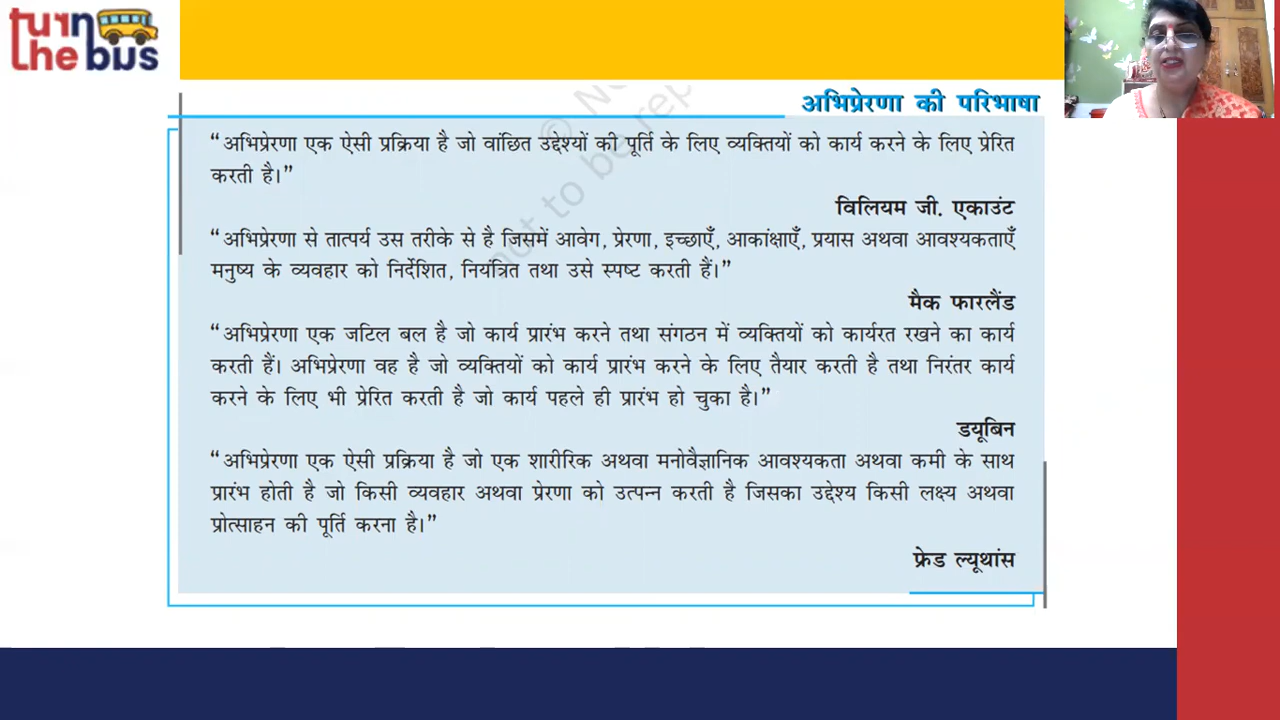 turn
the bus
अभिप्रेरणा की परिभाषा
“अभिप्रेरणा एक ऐसी प्रक्रिया है जो वांछित उद्देश्यों की पूर्ति के लिए व्यक्तियों को कार्य करने के लिए प्रेरित
करती है।”
विलियम जी. एकाउंट
“अभिप्रेरणा से तात्पर्य उस तरीके से है जिसमें आवेग, प्रेरणा, इच्छाएँ, आकांक्षाएँ, प्रयास अथवा आवश्यकताएँ
मनुष्य के व्यवहार को निर्देशित, नियंत्रित तथा उसे स्पष्ट करती हैं।”
मैक फारलैंड
“अभिप्रेरणा एक जटिल बल है जो कार्य प्रारंभ करने तथा संगठन में व्यक्तियों को कार्यरत रखने का कार्य
करती हैं। अभिप्रेरणा वह है जो व्यक्तियों को कार्य प्रारंभ करने के लिए तैयार करती है तथा निरंतर कार्य
करने के लिए भी प्रेरित करती है जो कार्य पहले ही प्रारंभ हो चुका है।”
डयूबिन
“अभिप्रेरणा एक ऐसी प्रक्रिया है जो एक शारीरिक अथवा मनोवैज्ञानिक आवश्यकता अथवा कमी के साथ
प्रारंभ होती है जो किसी व्यवहार अथवा प्रेरणा को उत्पन्न करती है जिसका उद्देश्य किसी लक्ष्य अथवा
प्रोत्साहन की पूर्ति करना है।”
फ्रेड ल्यूथांस
not to be